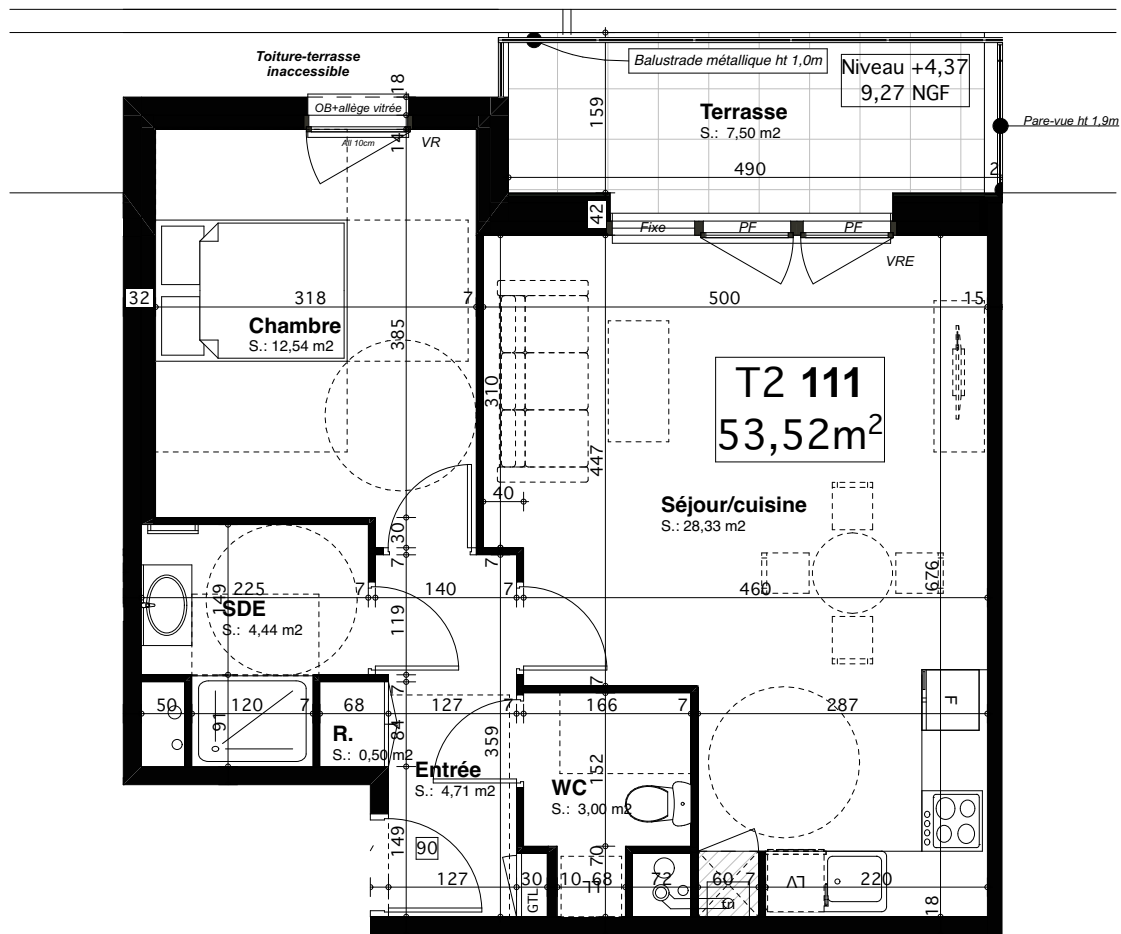 Toiture-terrasse
inaccessible
Balustrade métallique ht 1,0m
Niveau +4,37
9,27 NGF
18
OB+allège vitrée
All 10cm
14
VR
159
Terrasse
S.: 7,50 m2
Pare-vue ht 1,9m
490
2
42
Fixe
PF
PF
VRE
32
318
7
500
15
Chambre
S.: 12,54 m2
385
310
447
T2 111
53,52m²
40
Séjour/cuisine
S.: 28,33 m2
30
7
7
676
225
7
140
7
460
149
SDE
S.: 4,44 m2
119
7
7
50
120
7
68
127
7
166
7
287
F
91
84
R.
S.: 0,50 m2
359
Entrée
S.: 4,71 m2
152
WC
S.: 3,00 m2
149
90
70
127
30
10
68
72
60
7
220
GTL
LL
LV
18